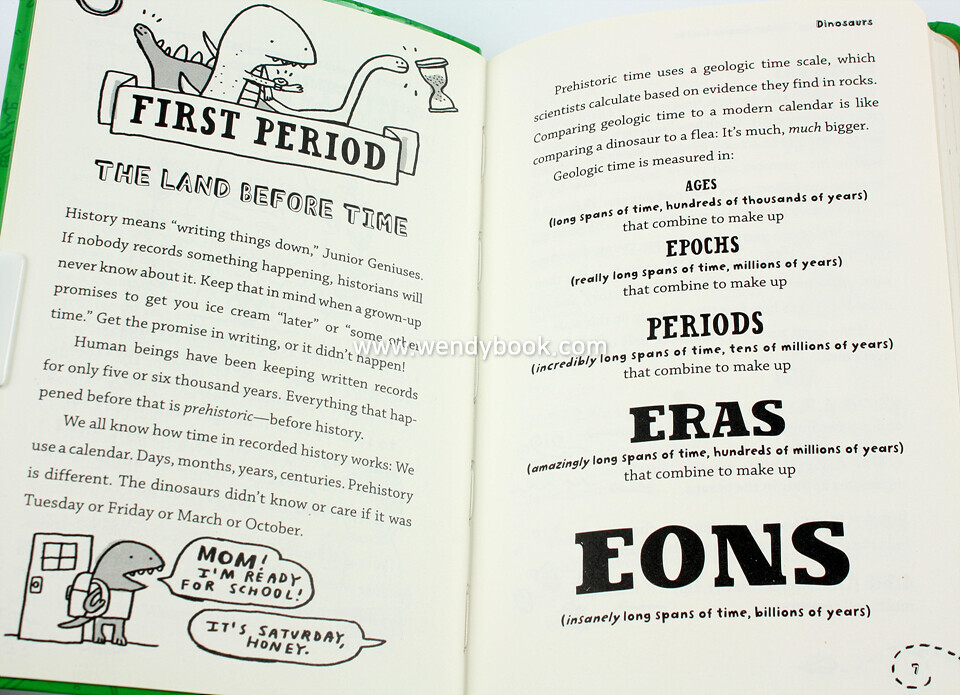 FIRST PERIOD
THE LAND BEFORE TIME
History means “writing things down,” Junior Geniuses.
If nobody records something happening, historians will
never know about it. Keep that in mind when a grown-up
promises to get you ice cream “later” or “some other
time.” Get the promise in writing, or it didn’t happen!
Human beings have been keeping written records
for only five or six thousand years. Everything that hap-
pened before that is prehistoric—before history.
We all know how time in recorded history works: We
use a calendar. Days, months, years, centuries. Prehistory
is different. The dinosaurs didn’t know or care if it was
Tuesday or Friday or March or October.
MOM!
I'M READY
FOR SCHOOL!
IT'S SATURDAY,
HONEY.
Dinosaurs
Prehistoric time uses a geologic time scale, which
scientists calculate based on evidence they find in rocks.
Comparing geologic time to a modern calendar is like
comparing a dinosaur to a flea: It’s much, much bigger.
Geologic time is measured in:
AGES
(long spans of time, hundreds of thousands of years)
that combine to make up
EPOCHS
(really long spans of time, millions of years)
that combine to make up
PERIODS
(incredibly long spans of time, tens of millions of years)
that combine to make up
ERAS
(amazingly long spans of time, hundreds of millions of years)
that combine to make up
EONS
(insanely long spans of time, billions of years)
7
www.wendybook.com